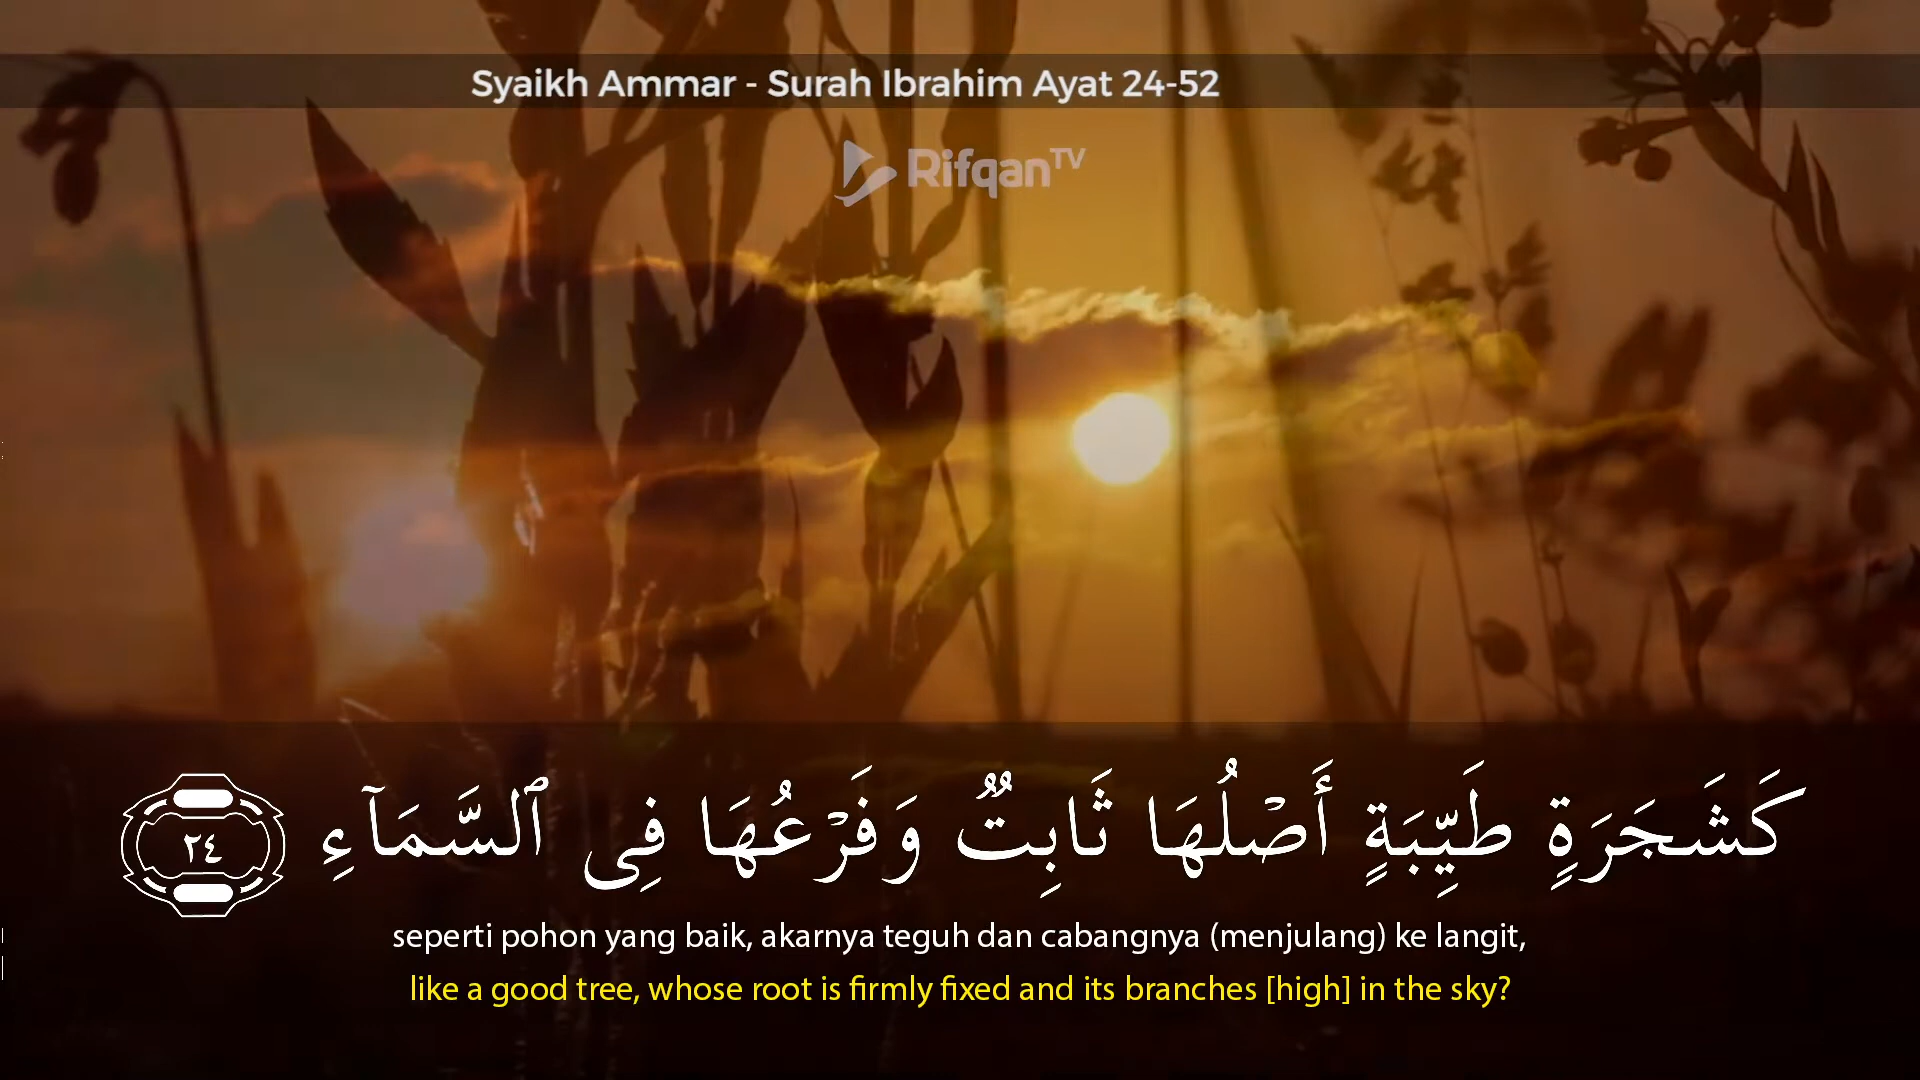 Syaikh Ammar - Surah Ibrahim Ayat 24-52
RifqanTV
كَشَجَرَةٍ طَيِّبَةٍ أَصْلُهَا ثَابِتٌ وَفَرْعُهَا فِى ٱلسَّمَآءِ ٢٤
seperti pohon yang baik, akarnya teguh dan cabangnya (menjulang) ke langit,
like a good tree, whose root is firmly fixed and its branches [high] in the sky?